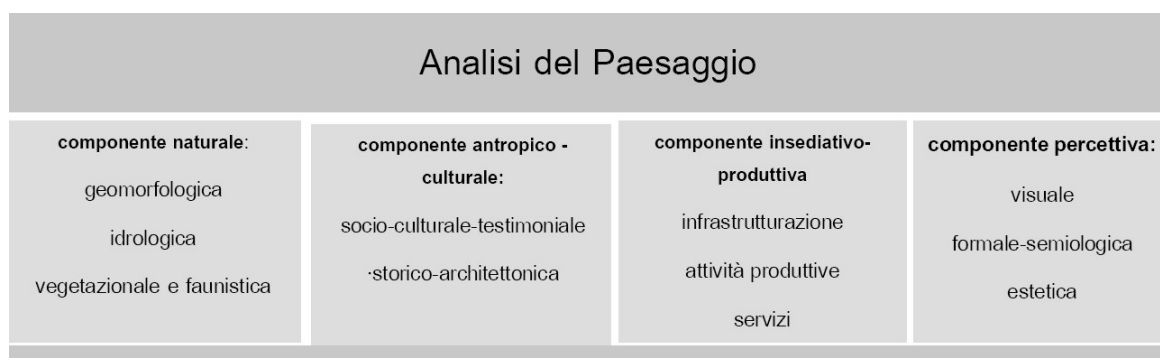 Analisi del Paesaggio
componente naturale:
geomorfologica
idrologica
vegetazionale e faunistica
componente antropico -
culturale:
socio-culturale-testimoniale
·storico-architettonica
componente insediativo-
produttiva
infrastrutturazione
attività produttive
servizi
componente percettiva:
visuale
formale-semiologica
estetica